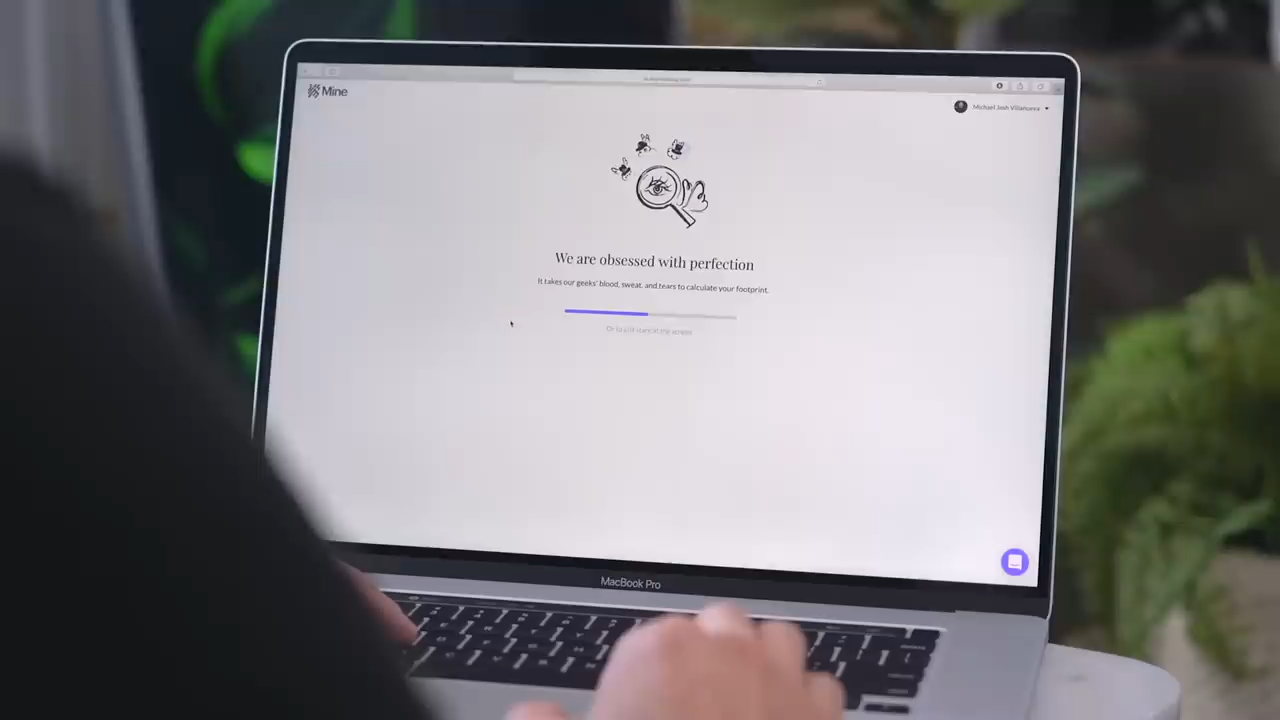 Mine
Michael Josh Villanueva
We are obsessed with perfection
It takes our geeks' blood, sweat, and tears to calculate your footprint.
MacBook Pro